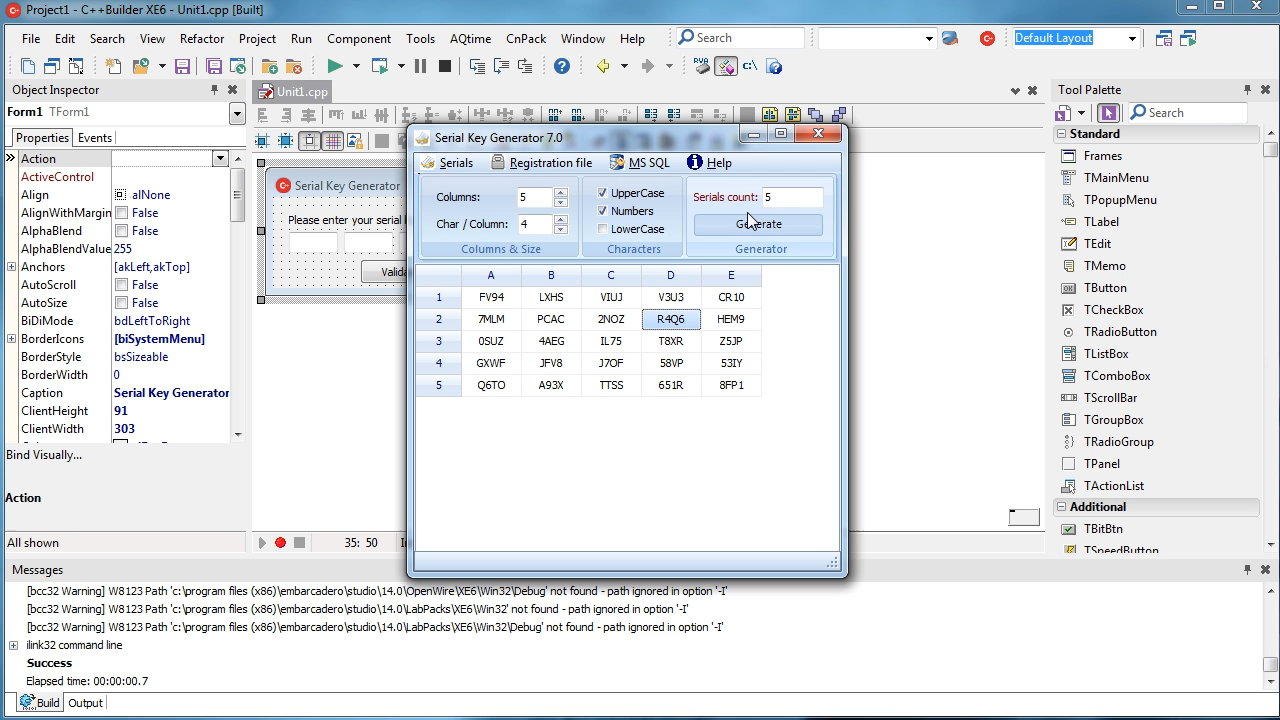 Project1 - C++Builder XE6 - Unit1.cpp [Built]
File Edit Search View Refactor Project Run Component Tools AQtime CnPack Window Help
Search
Default Layout
Object Inspector
Form1 TForm1
Properties Events
Action
ActiveControl
Align alNone
AlignWithMargin False
AlphaBlend False
AlphaBlendValue 255
Anchors [akLeft,akTop]
AutoScroll False
AutoSize False
BiDiMode bdLeftToRight
BorderIcons [biSystemMenu]
BorderStyle bsSizeable
BorderWidth 0
Caption Serial Key Generator
ClientHeight 91
ClientWidth 303
Bind Visually...
Action
All shown
Unit1.cpp
Serial Key Generator
Please enter your serial
Valida
35: 50
Serial Key Generator 7.0
Serials Registration file MS SQL Help
Columns: 5
Char / Column: 4
Columns & Size
UpperCase
Numbers
LowerCase
Characters
Serials count: 5
Generate
Generator
A B C D E
1 FV94 LXHS VIUJ V3U3 CR10
2 7MLM PCAC 2NOZ R4Q6 HEM9
3 0SUZ 4AEG IL75 T8XR Z5JP
4 GXWF JFV8 J7OF 58VP 53IY
5 Q6TO A93X TTSS 651R 8FP1
Tool Palette
Search
Standard
Frames
TMainMenu
TPopupMenu
TLabel
TEdit
TMemo
TButton
TCheckBox
TRadioButton
TListBox
TComboBox
TScrollBar
TGroupBox
TRadioGroup
TPanel
TActionList
Additional
TBitBtn
TSpeedButton
Messages
[bcc32 Warning] W8123 Path 'c:\program files (x86)\embarcadero\studio\14.0\OpenWire\XE6\Win32\Debug' not found - path ignored in option '-I'
[bcc32 Warning] W8123 Path 'c:\program files (x86)\embarcadero\studio\14.0\LabPacks\XE6\Win32' not found - path ignored in option '-I'
[bcc32 Warning] W8123 Path 'c:\program files (x86)\embarcadero\studio\14.0\LabPacks\XE6\Win32\Debug' not found - path ignored in option '-I'
ilink32 command line
Success
Elapsed time: 00:00:00.7
Build Output